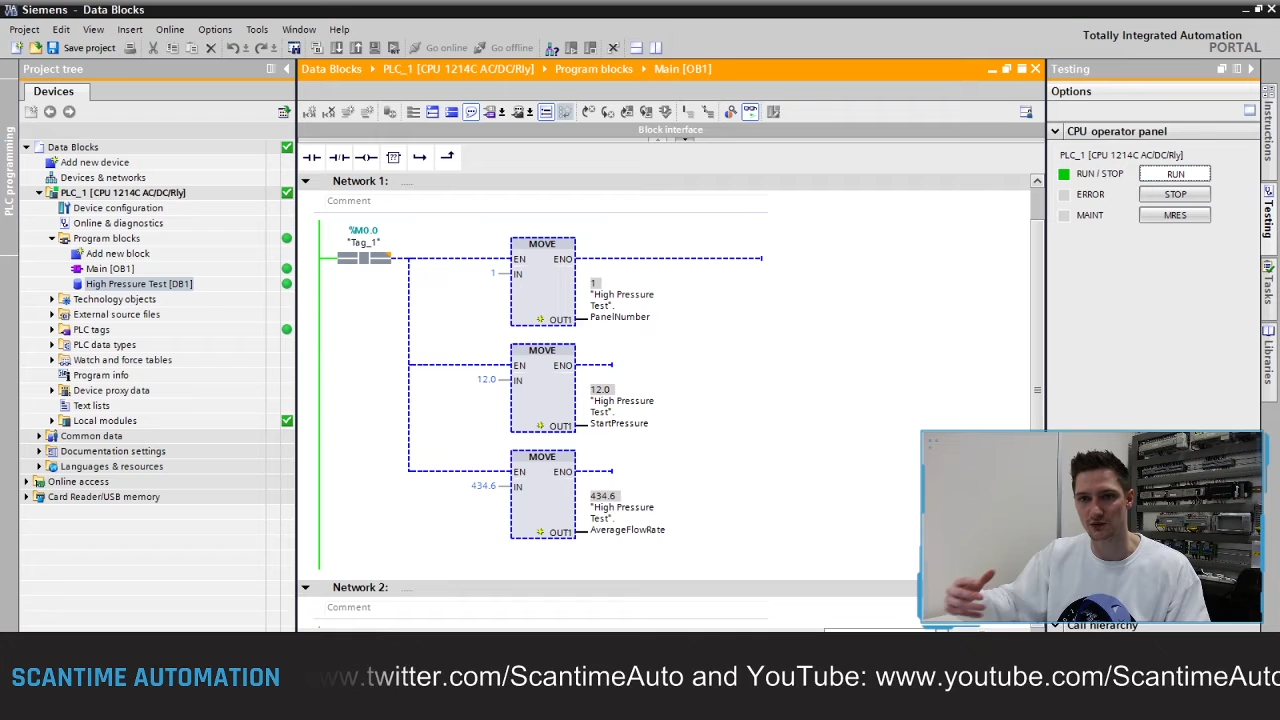 Siemens - Data Blocks
Project Edit View Insert Online Options Tools Window Help
Save project
Go online
Go offline
Totally Integrated Automation
PORTAL
Project tree
Data Blocks
PLC_1 [CPU 1214C AC/DC/Rly]
Program blocks
Main [OB1]
Testing
Devices
Options
Block interface
PLC programming
Data Blocks
Add new device
Devices & networks
PLC_1 [CPU 1214C AC/DC/Rly]
Device configuration
Online & diagnostics
Program blocks
Add new block
Main [OB1]
High Pressure Test [DB1]
Technology objects
External source files
PLC tags
PLC data types
Watch and force tables
Program info
Device proxy data
Text lists
Local modules
Common data
Documentation settings
Languages & resources
Online access
Card Reader/USB memory
Network 1:
Comment
%M0.0
"Tag_1"
MOVE
EN
ENO
1
IN
OUT1
1
"High Pressure
Test".
PanelNumber
MOVE
EN
ENO
12.0
IN
OUT1
12.0
"High Pressure
Test".
StartPressure
MOVE
EN
ENO
434.6
IN
OUT1
434.6
"High Pressure
Test".
AverageFlowRate
Network 2:
Comment
CPU operator panel
PLC_1 [CPU 1214C AC/DC/Rly]
RUN / STOP
RUN
ERROR
STOP
MAINT
MRES
Call hierarchy
Instructions
Testing
Tasks
Libraries
SCANTIME AUTOMATION
www.twitter.com/ScantimeAuto and YouTube: www.youtube.com/ScantimeAuto